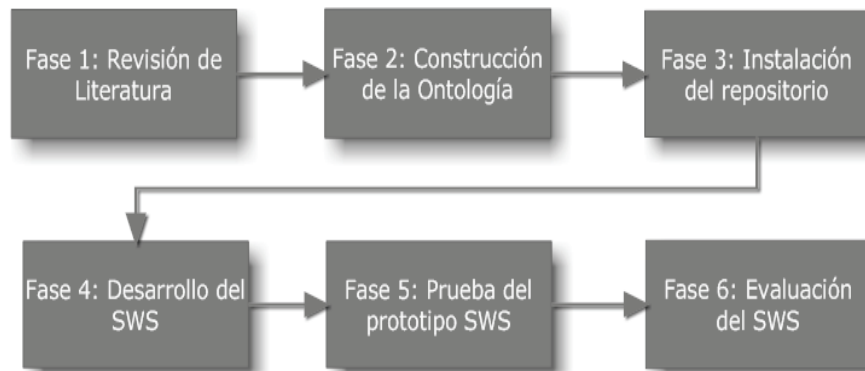 Fase 1: Revisión de
Literatura
Fase 2: Construcción
de la Ontología
Fase 3: Instalación
del repositorio
Fase 4: Desarrollo del
SWS
Fase 5: Prueba del
prototipo SWS
Fase 6: Evaluación
del SWS